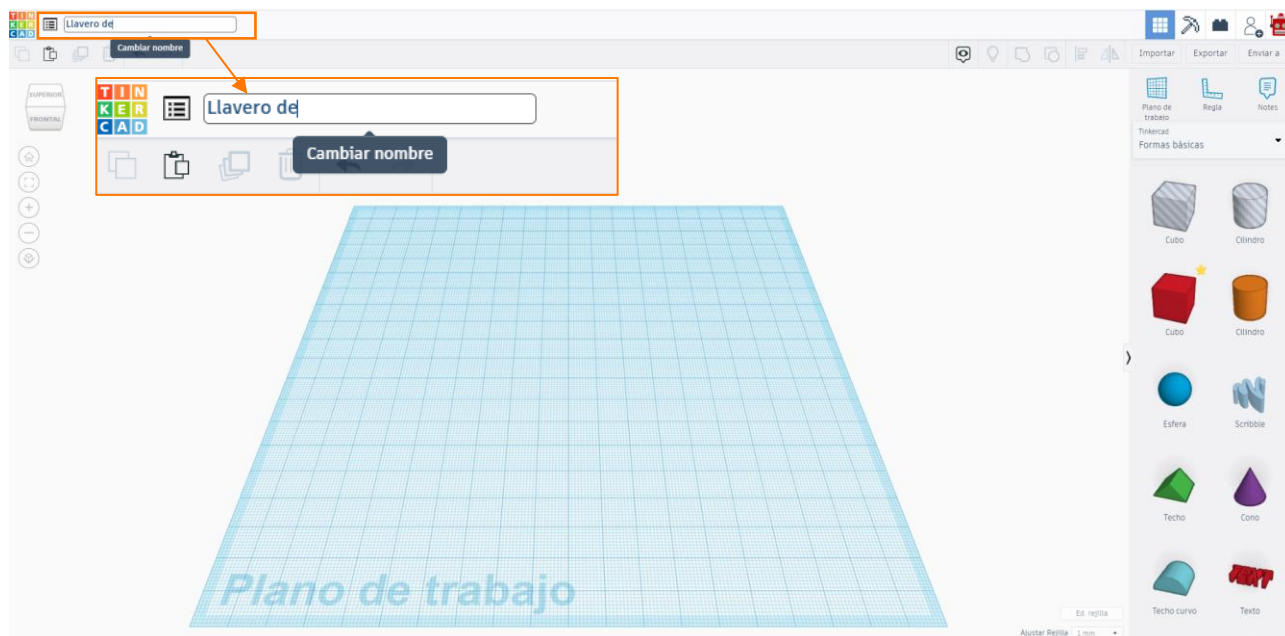 TIN
KER
CAD
Llavero de
Cambiar nombre
Importar
Exportar
Enviar a
SUPERIOR
FRONTAL
TIN
KER
CAD
Llavero de
Cambiar nombre
Plano de
trabajo
Regla
Notes
Tinkercad
Formas básicas
Cubo
Cilindro
Cubo
Cilindro
Esfera
Scribble
Techo
Cono
Techo curvo
TEXT
Texto
Plano de trabajo
Ed. rejilla
Ajustar Rejilla 1 mm